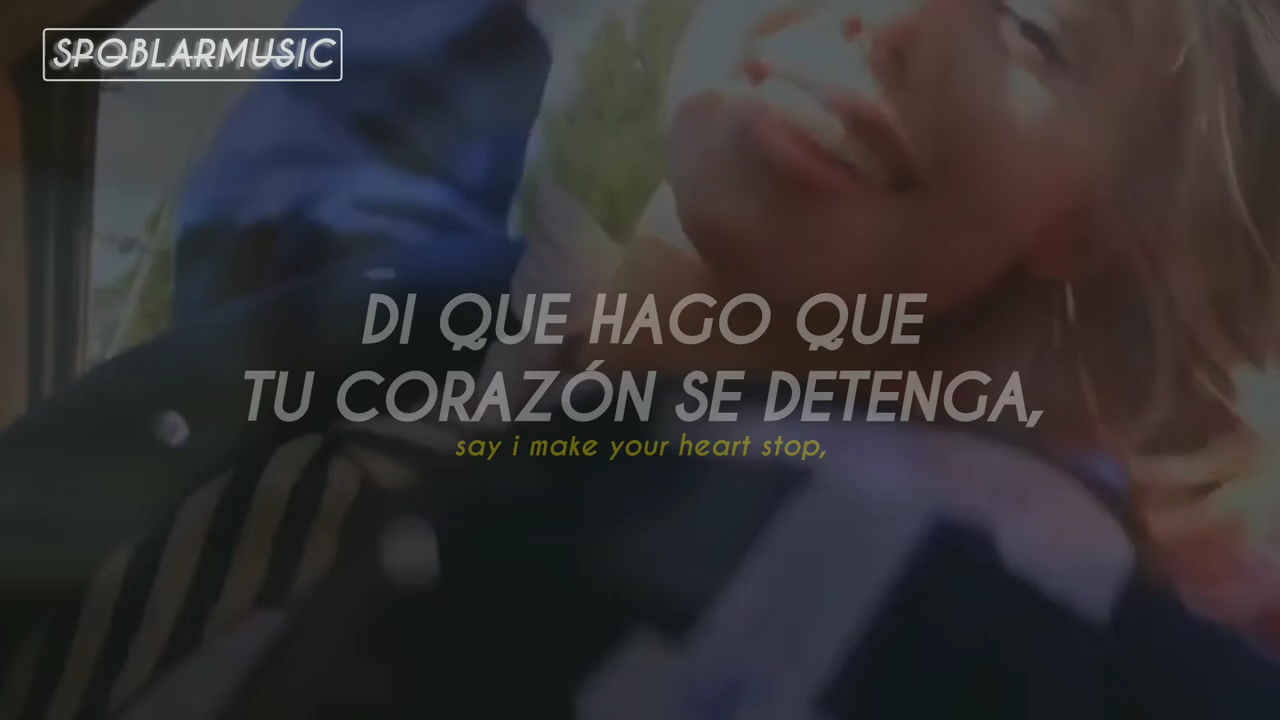 SPOBLARMUSIC
DI QUE HAGO QUE
TU CORAZÓN SE DETENGA,
say i make your heart stop,